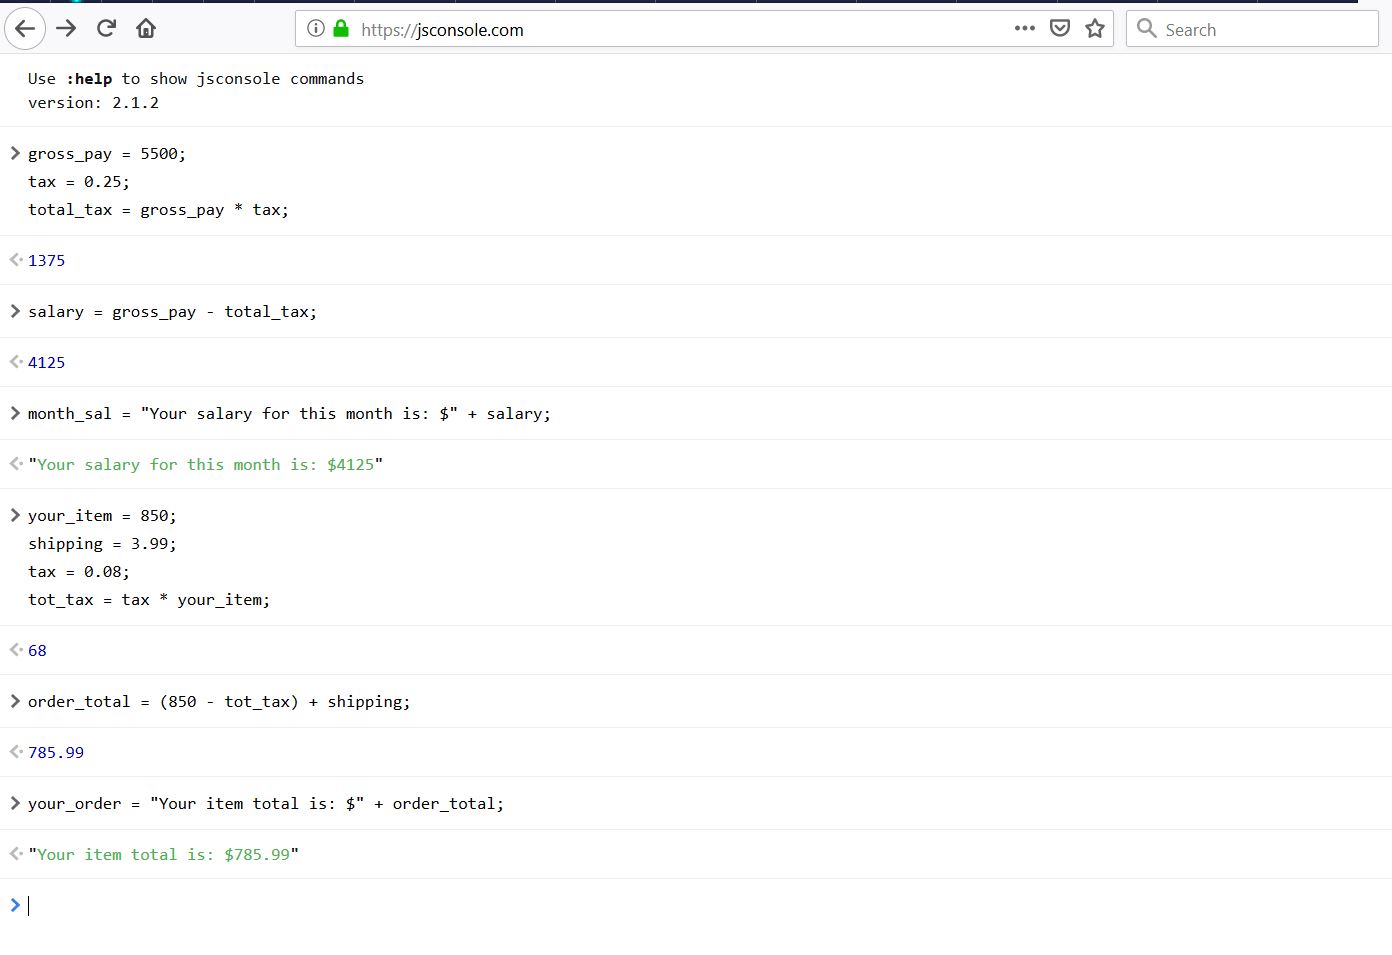 https://jsconsole.com
Search
Use :help to show jsconsole commands
version: 2.1.2
gross_pay = 5500;
tax = 0.25;
total_tax = gross_pay * tax;
1375
salary = gross_pay - total_tax;
4125
month_sal = "Your salary for this month is: $" + salary;
"Your salary for this month is: $4125"
your_item = 850;
shipping = 3.99;
tax = 0.08;
tot_tax = tax * your_item;
68
order_total = (850 - tot_tax) + shipping;
785.99
your_order = "Your item total is: $" + order_total;
"Your item total is: $785.99"